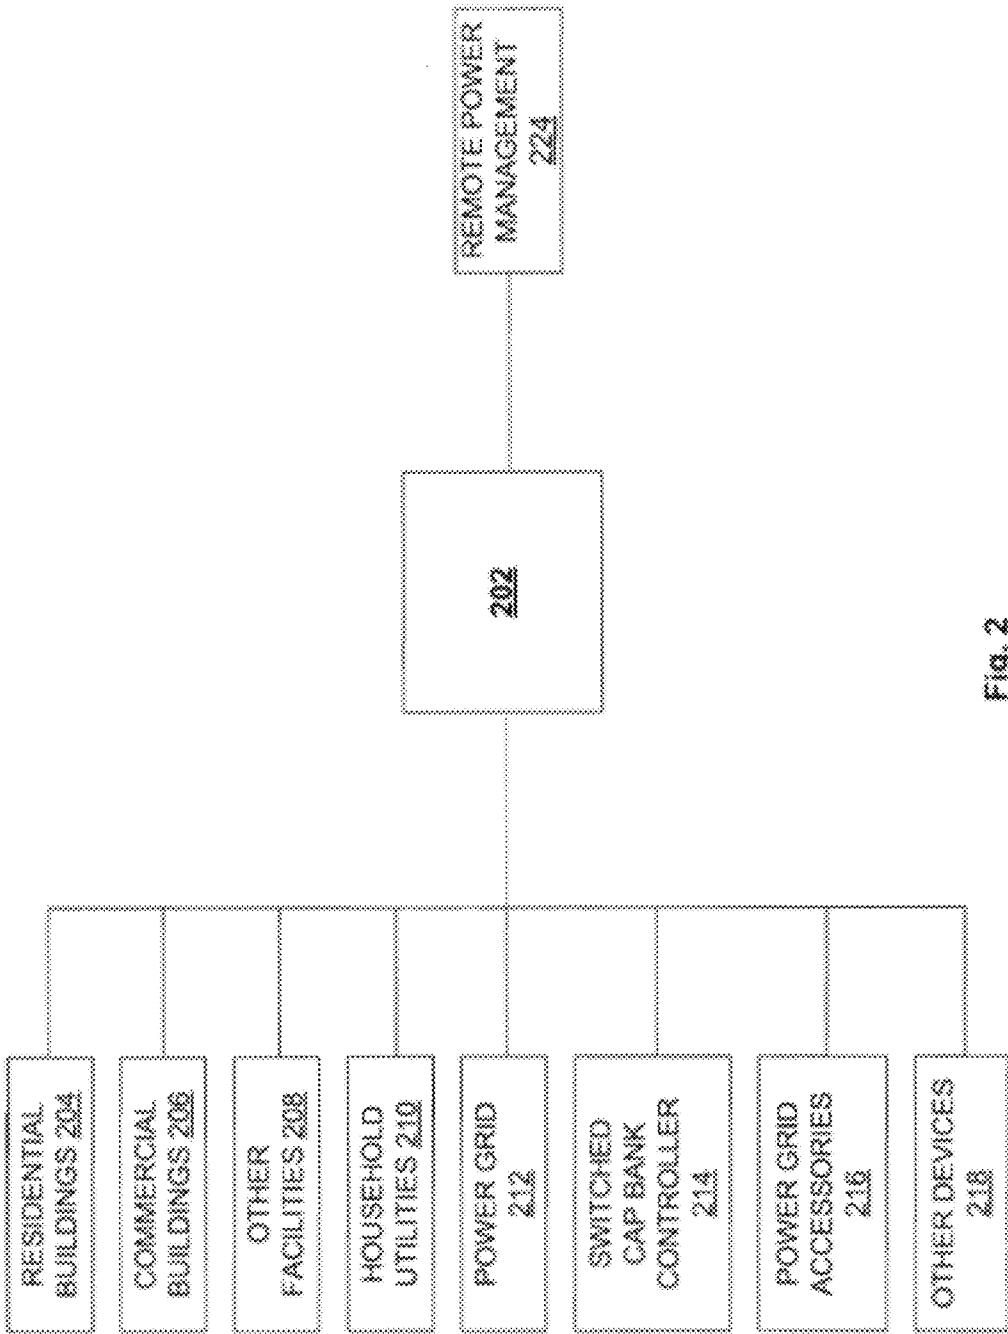 RESIDENTIAL
BUILDINGS 204
COMMERCIAL
BUILDINGS 206
OTHER
FACILITIES 208
HOUSEHOLD
UTILITIES 210
POWER GRID
212
SWITCHED
CAP BANK
CONTROLLER
214
POWER GRID
ACCESSORIES
216
OTHER DEVICES
218
202
REMOTE POWER
MANAGEMENT
224
Fig. 2